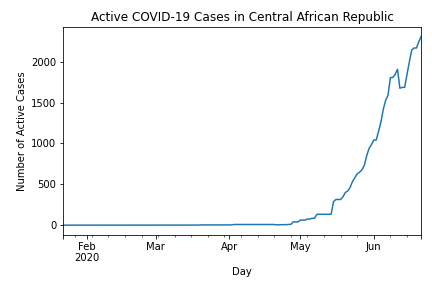 Active COVID-19 Cases in Central African Republic
Number of Active Cases
2000
1500
1000
500
0
Feb
2020
Mar
Apr
May
Jun
Day